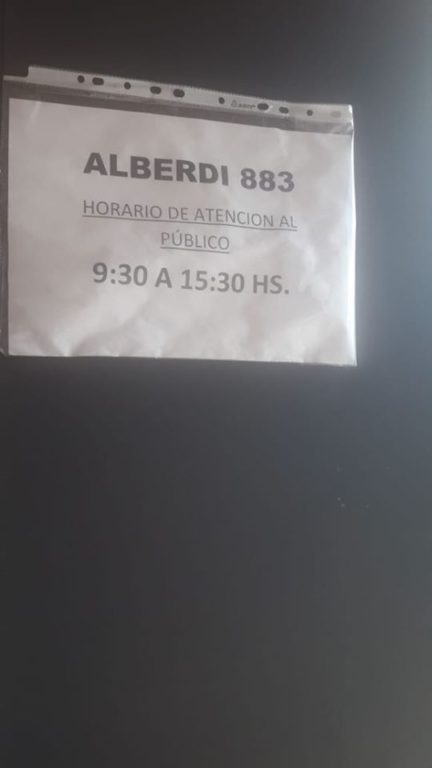 ALBERDI 883
HORARIO DE ATENCION AL
PÚBLICO
9:30 A 15:30 HS.